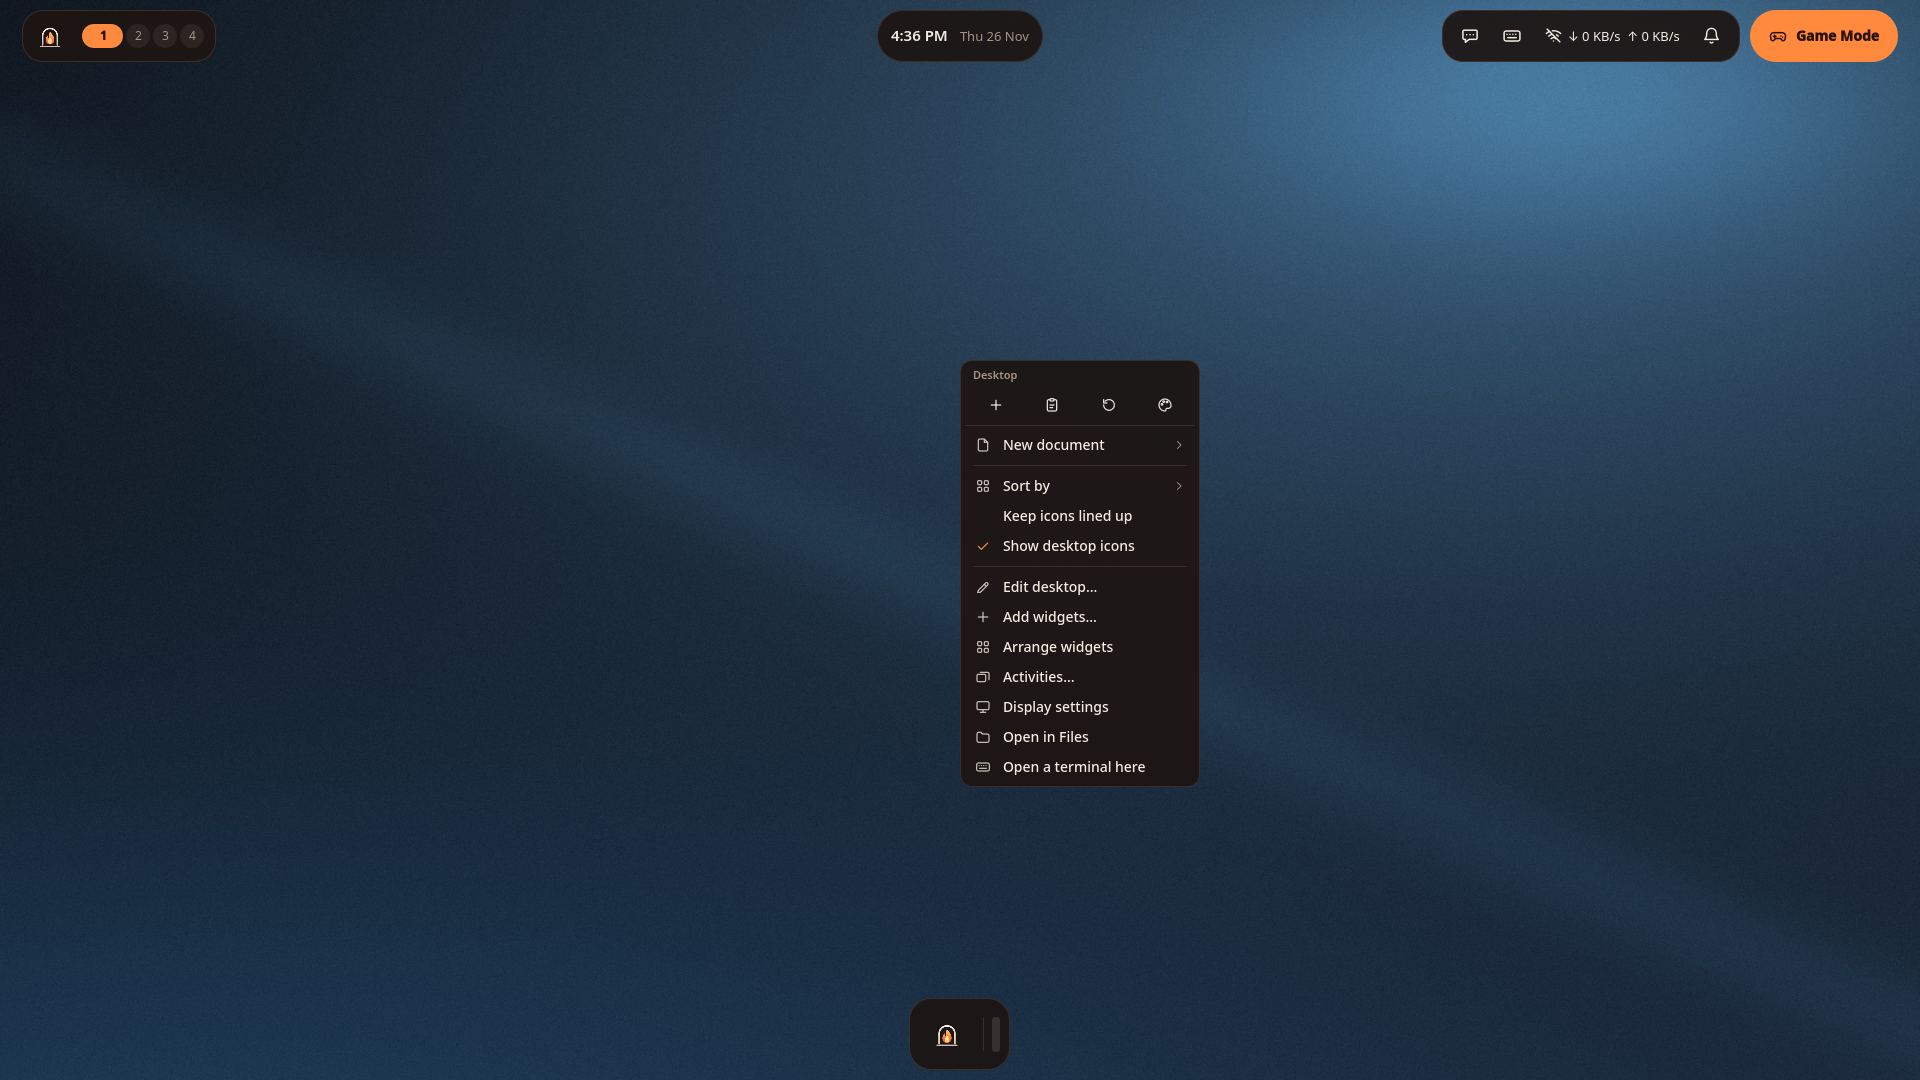 1 2 3 4
4:36 PM Thu 26 Nov
↓ 0 KB/s ↑ 0 KB/s
Game Mode
Desktop
New document
Sort by
Keep icons lined up
Show desktop icons
Edit desktop...
Add widgets...
Arrange widgets
Activities...
Display settings
Open in Files
Open a terminal here